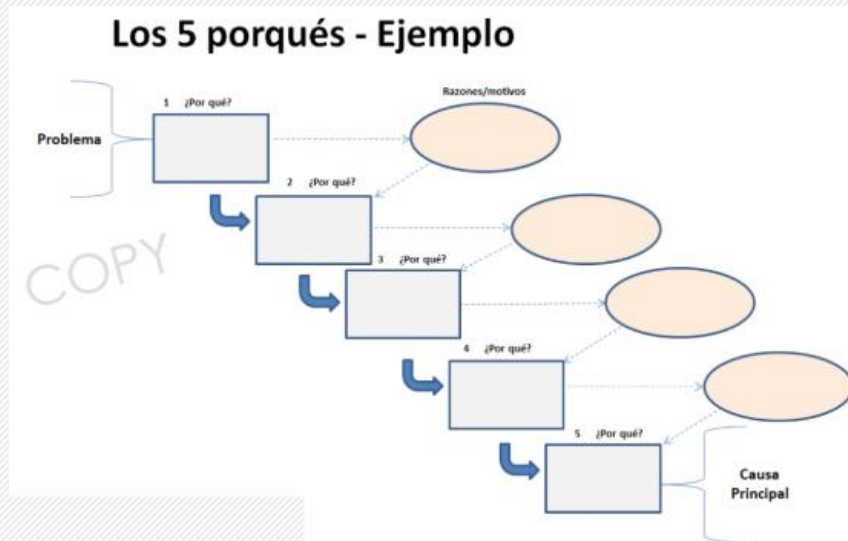 Los 5 porqués - Ejemplo
1 ¿Por qué?
Razones/motivos
Problema
2 ¿Por qué?
3 ¿Por qué?
COPY
4 ¿Por qué?
5 ¿Por qué?
Causa
Principal